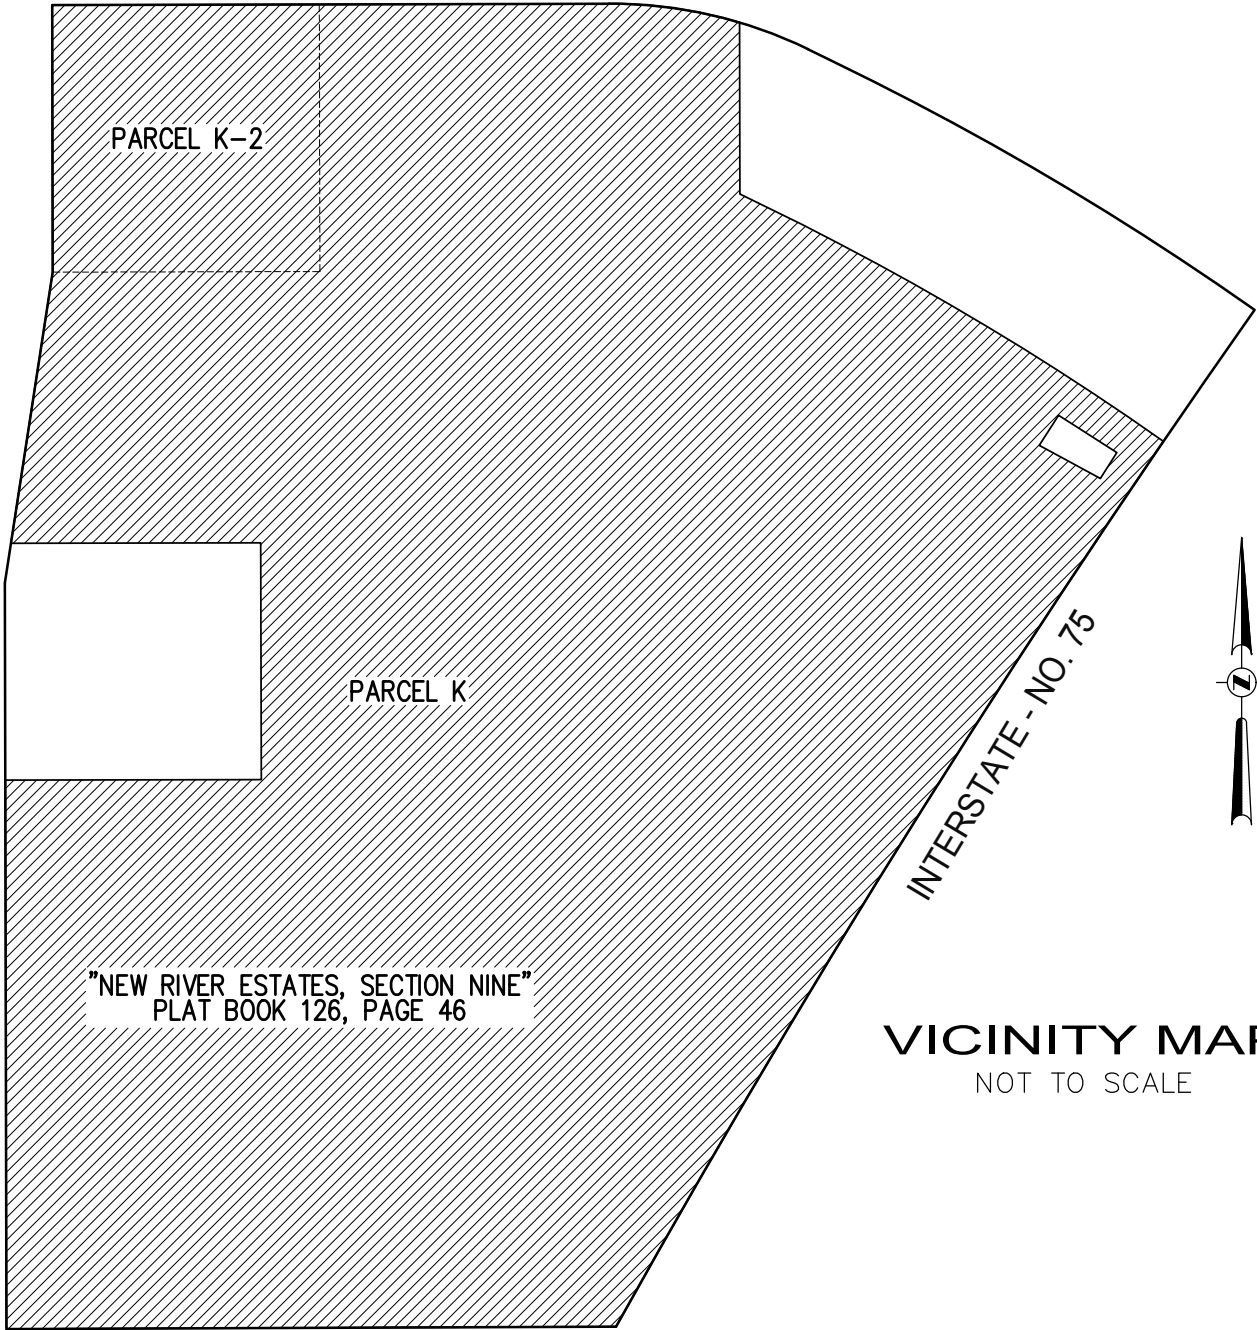 PARCEL K-2
PARCEL K
INTERSTATE - NO. 75
"NEW RIVER ESTATES, SECTION NINE"
PLAT BOOK 126, PAGE 46
VICINITY
NOT TO SCALE